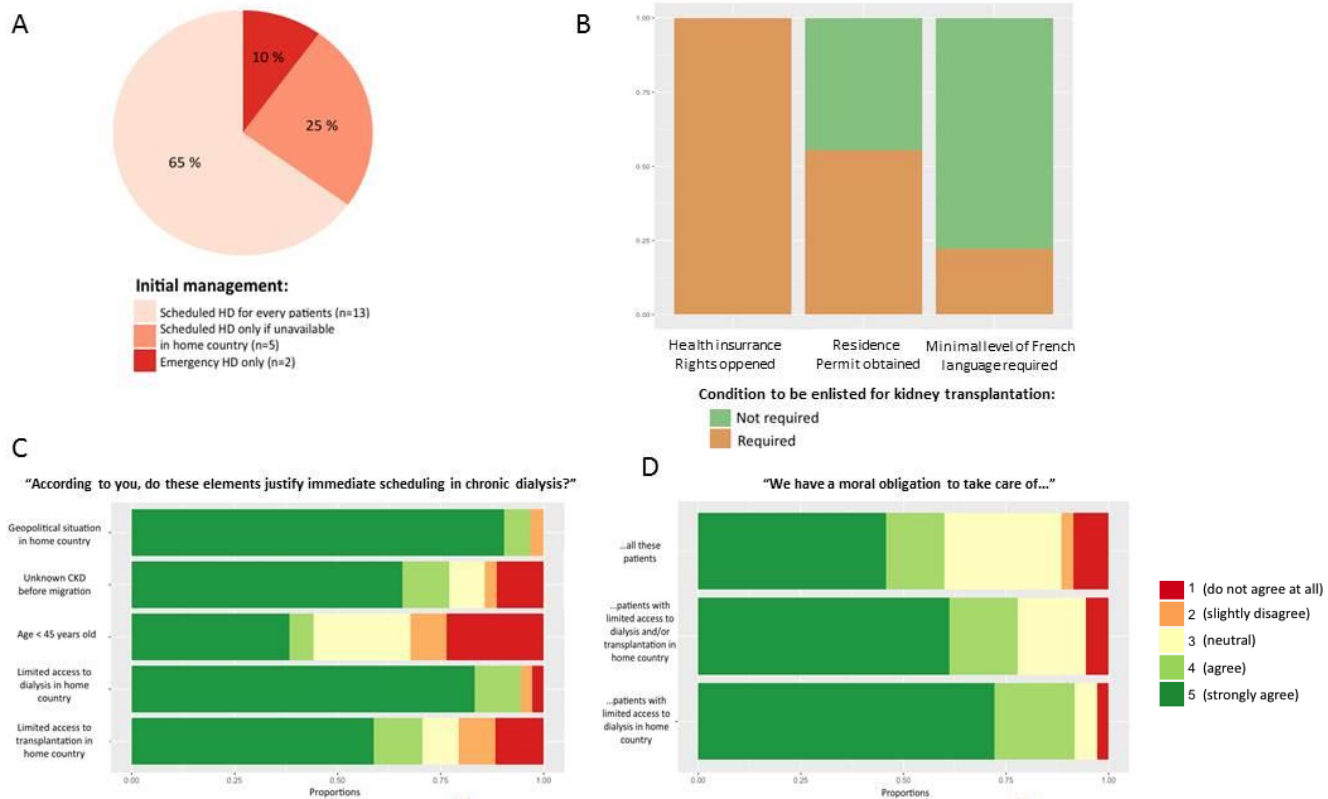 A
10 %
25 %
65 %
Initial management:
Scheduled HD for every patients (n=13)
Scheduled HD only if unavailable
in home country (n=5)
Emergency HD only (n=2)
B
1.00
0.75
0.50
0.25
0.00
Health insurrance
Rights oppened
Residence
Permit obtained
Minimal level of French
language required
Condition to be enlisted for kidney transplantation:
Not required
Required
C
“According to you, do these elements justify immediate scheduling in chronic dialysis?”
Geopolitical situation
in home country
Unknown CKD
before migration
Age < 45 years old
Limited access to
dialysis in home
country
Limited access to
transplantation in
home country
0.00
0.25
0.50
0.75
1.00
Proportions
D
“We have a moral obligation to take care of…”
...all these
patients
...patients with
limited access to
dialysis and/or
transplantation in
home country
...patients with
limited access to
dialysis in home
country
0.00
0.25
0.50
0.75
1.00
Proportions
1 (do not agree at all)
2 (slightly disagree)
3 (neutral)
4 (agree)
5 (strongly agree)